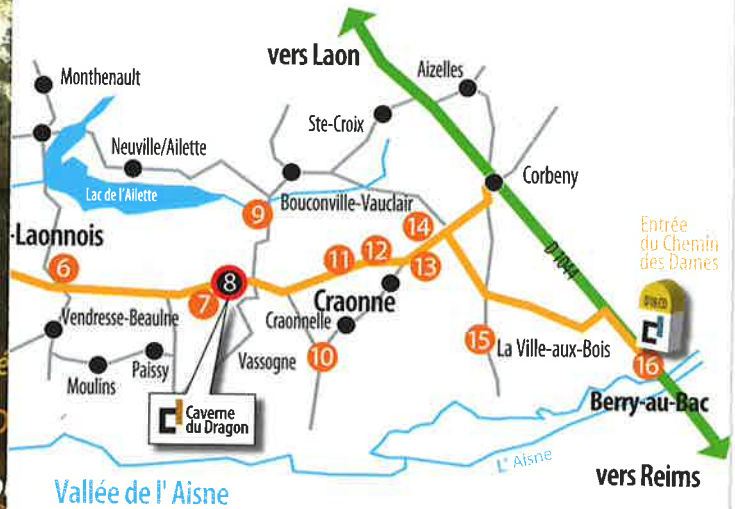 vers Laon
Aizelles
Monthenault
Ste-Croix
Neuville/Ailette
Corbeny
Lac de l'Ailette
Bouconville-Vauclair
9
14
Entrée
du Chemin
des Dames
-Laonnois
D 1044
6
11
12
13
8
7
Craonne
Vendresse-Beaulne
Craonnelle
15
La Ville-aux-Bois
10
Vassogne
16
Moulins
Paissy
Berry-au-Bac
Caverne
du Dragon
L'Aisne
vers Reims
Vallée de l'Aisne